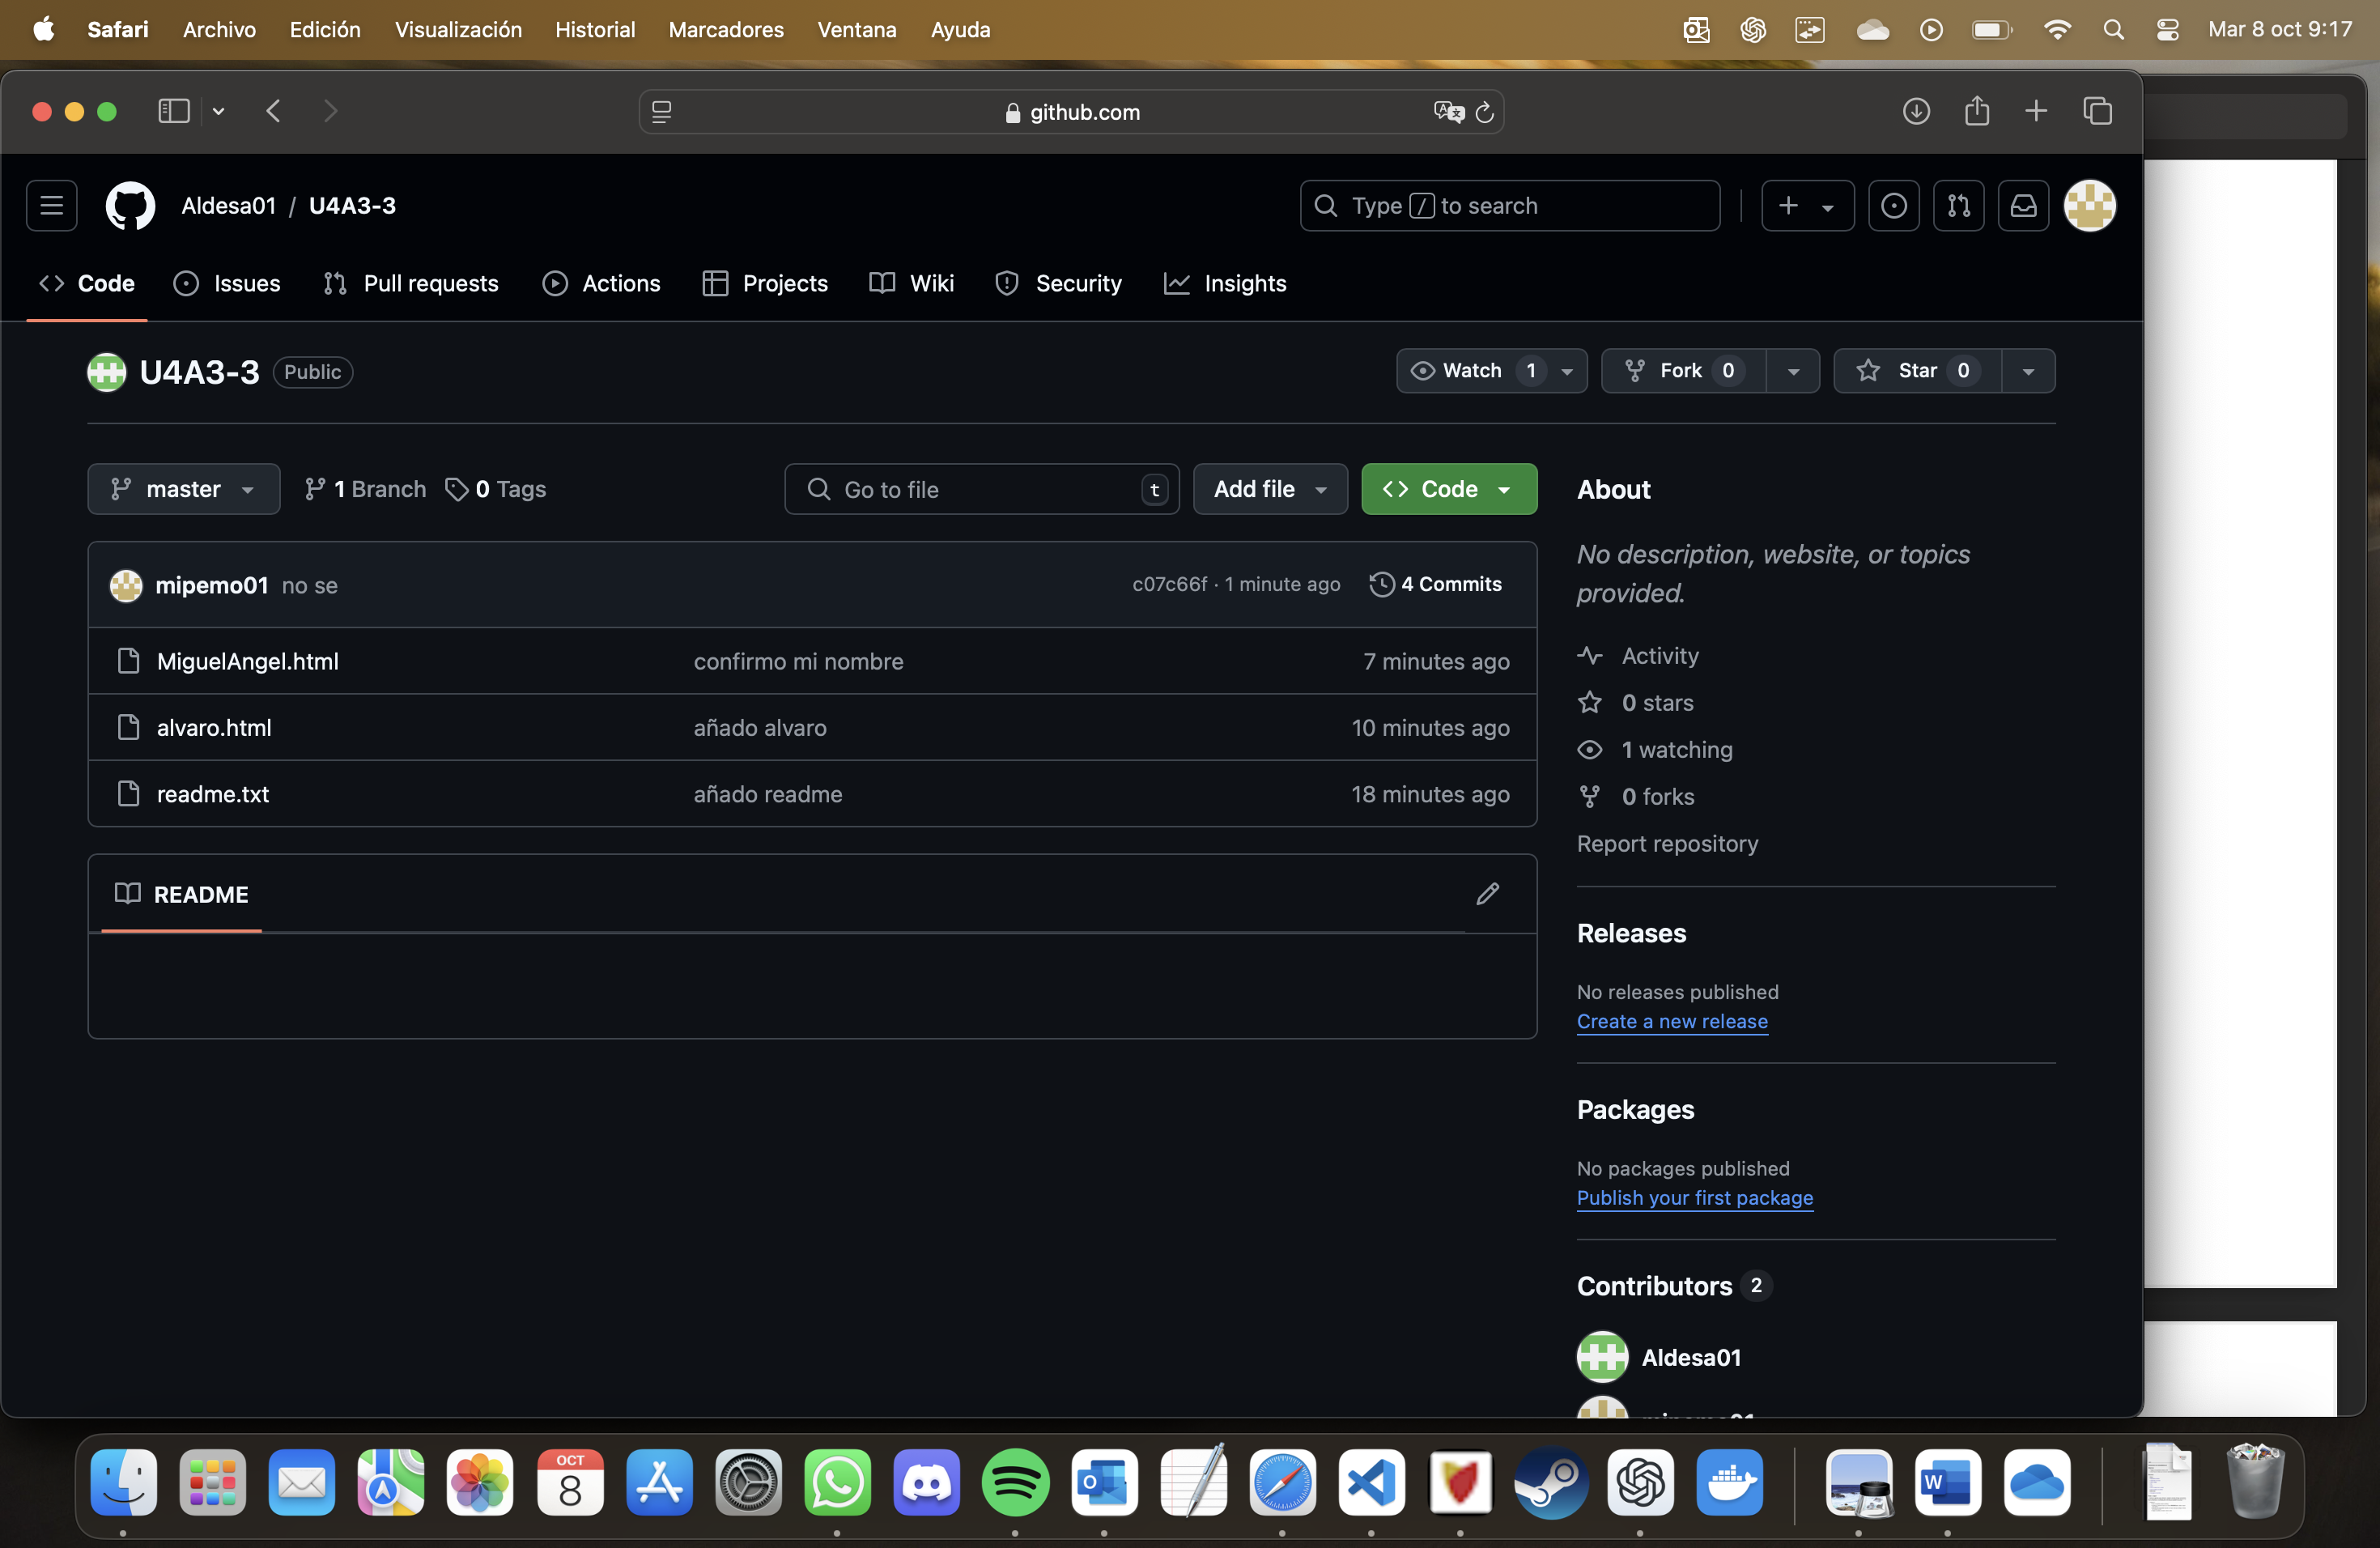 Safari Archivo Edición Visualización Historial Marcadores Ventana Ayuda Mar 8 oct 9:17
github.com
Aldesa01 / U4A3-3 Type / to search
Code Issues Pull requests Actions Projects Wiki Security Insights
U4A3-3 Public Watch 1 Fork 0 Star 0
master 1 Branch 0 Tags Go to file t Add file Code
mipemo01 no se c07c66f · 1 minute ago 4 Commits
MiguelAngel.html confirmo mi nombre 7 minutes ago
alvaro.html añado alvaro 10 minutes ago
readme.txt añado readme 18 minutes ago
README
About
No description, website, or topics
provided.
Activity
0 stars
1 watching
0 forks
Report repository
Releases
No releases published
Create a new release
Packages
No packages published
Publish your first package
Contributors 2
Aldesa01
OCT
8